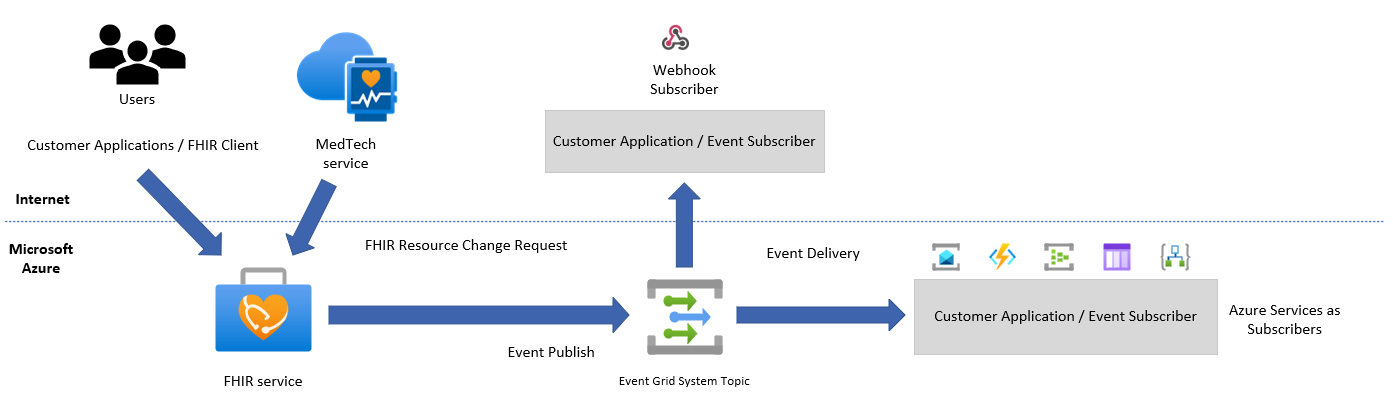 Users
Customer Applications / FHIR Client
MedTech
service
Webhook
Subscriber
Customer Application / Event Subscriber
Internet
Microsoft
Azure
FHIR Resource Change Request
Event Delivery
Customer Application / Event Subscriber
Azure Services as
Subscribers
Event Publish
FHIR service
Event Grid System Topic